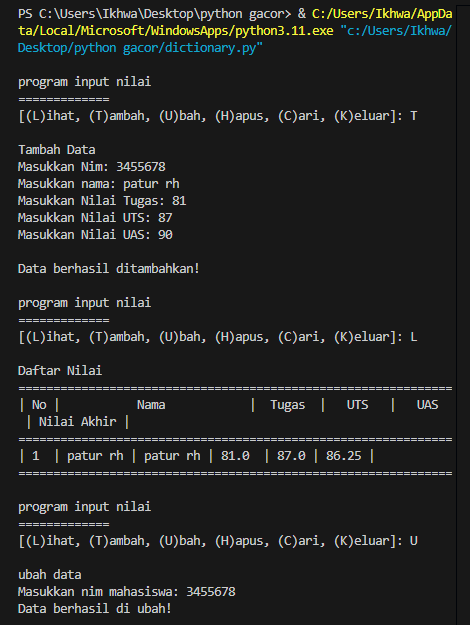 PS C:\Users\Ikhwa\Desktop\python gacor> & C:/Users/Ikhwa/AppDa
ta/Local/Microsoft/WindowsApps/python3.11.exe "c:/Users/Ikhwa/
Desktop/python gacor/dictionary.py"
program input nilai
=============
[(L)ihat, (T)ambah, (U)bah, (H)apus, (C)ari, (K)eluar]: T
Tambah Data
Masukkan Nim: 3455678
Masukkan nama: patur rh
Masukkan Nilai Tugas: 81
Masukkan Nilai UTS: 87
Masukkan Nilai UAS: 90
Data berhasil ditambahkan!
program input nilai
=============
[(L)ihat, (T)ambah, (U)bah, (H)apus, (C)ari, (K)eluar]: L
Daftar Nilai
==============================================================
| No |           Nama            |  Tugas  |   UTS   |   UAS
 | Nilai Akhir |
==============================================================
| 1  | patur rh | patur rh | 81.0  | 87.0 | 86.25 |
==============================================================
program input nilai
=============
[(L)ihat, (T)ambah, (U)bah, (H)apus, (C)ari, (K)eluar]: U
ubah data
Masukkan nim mahasiswa: 3455678
Data berhasil di ubah!